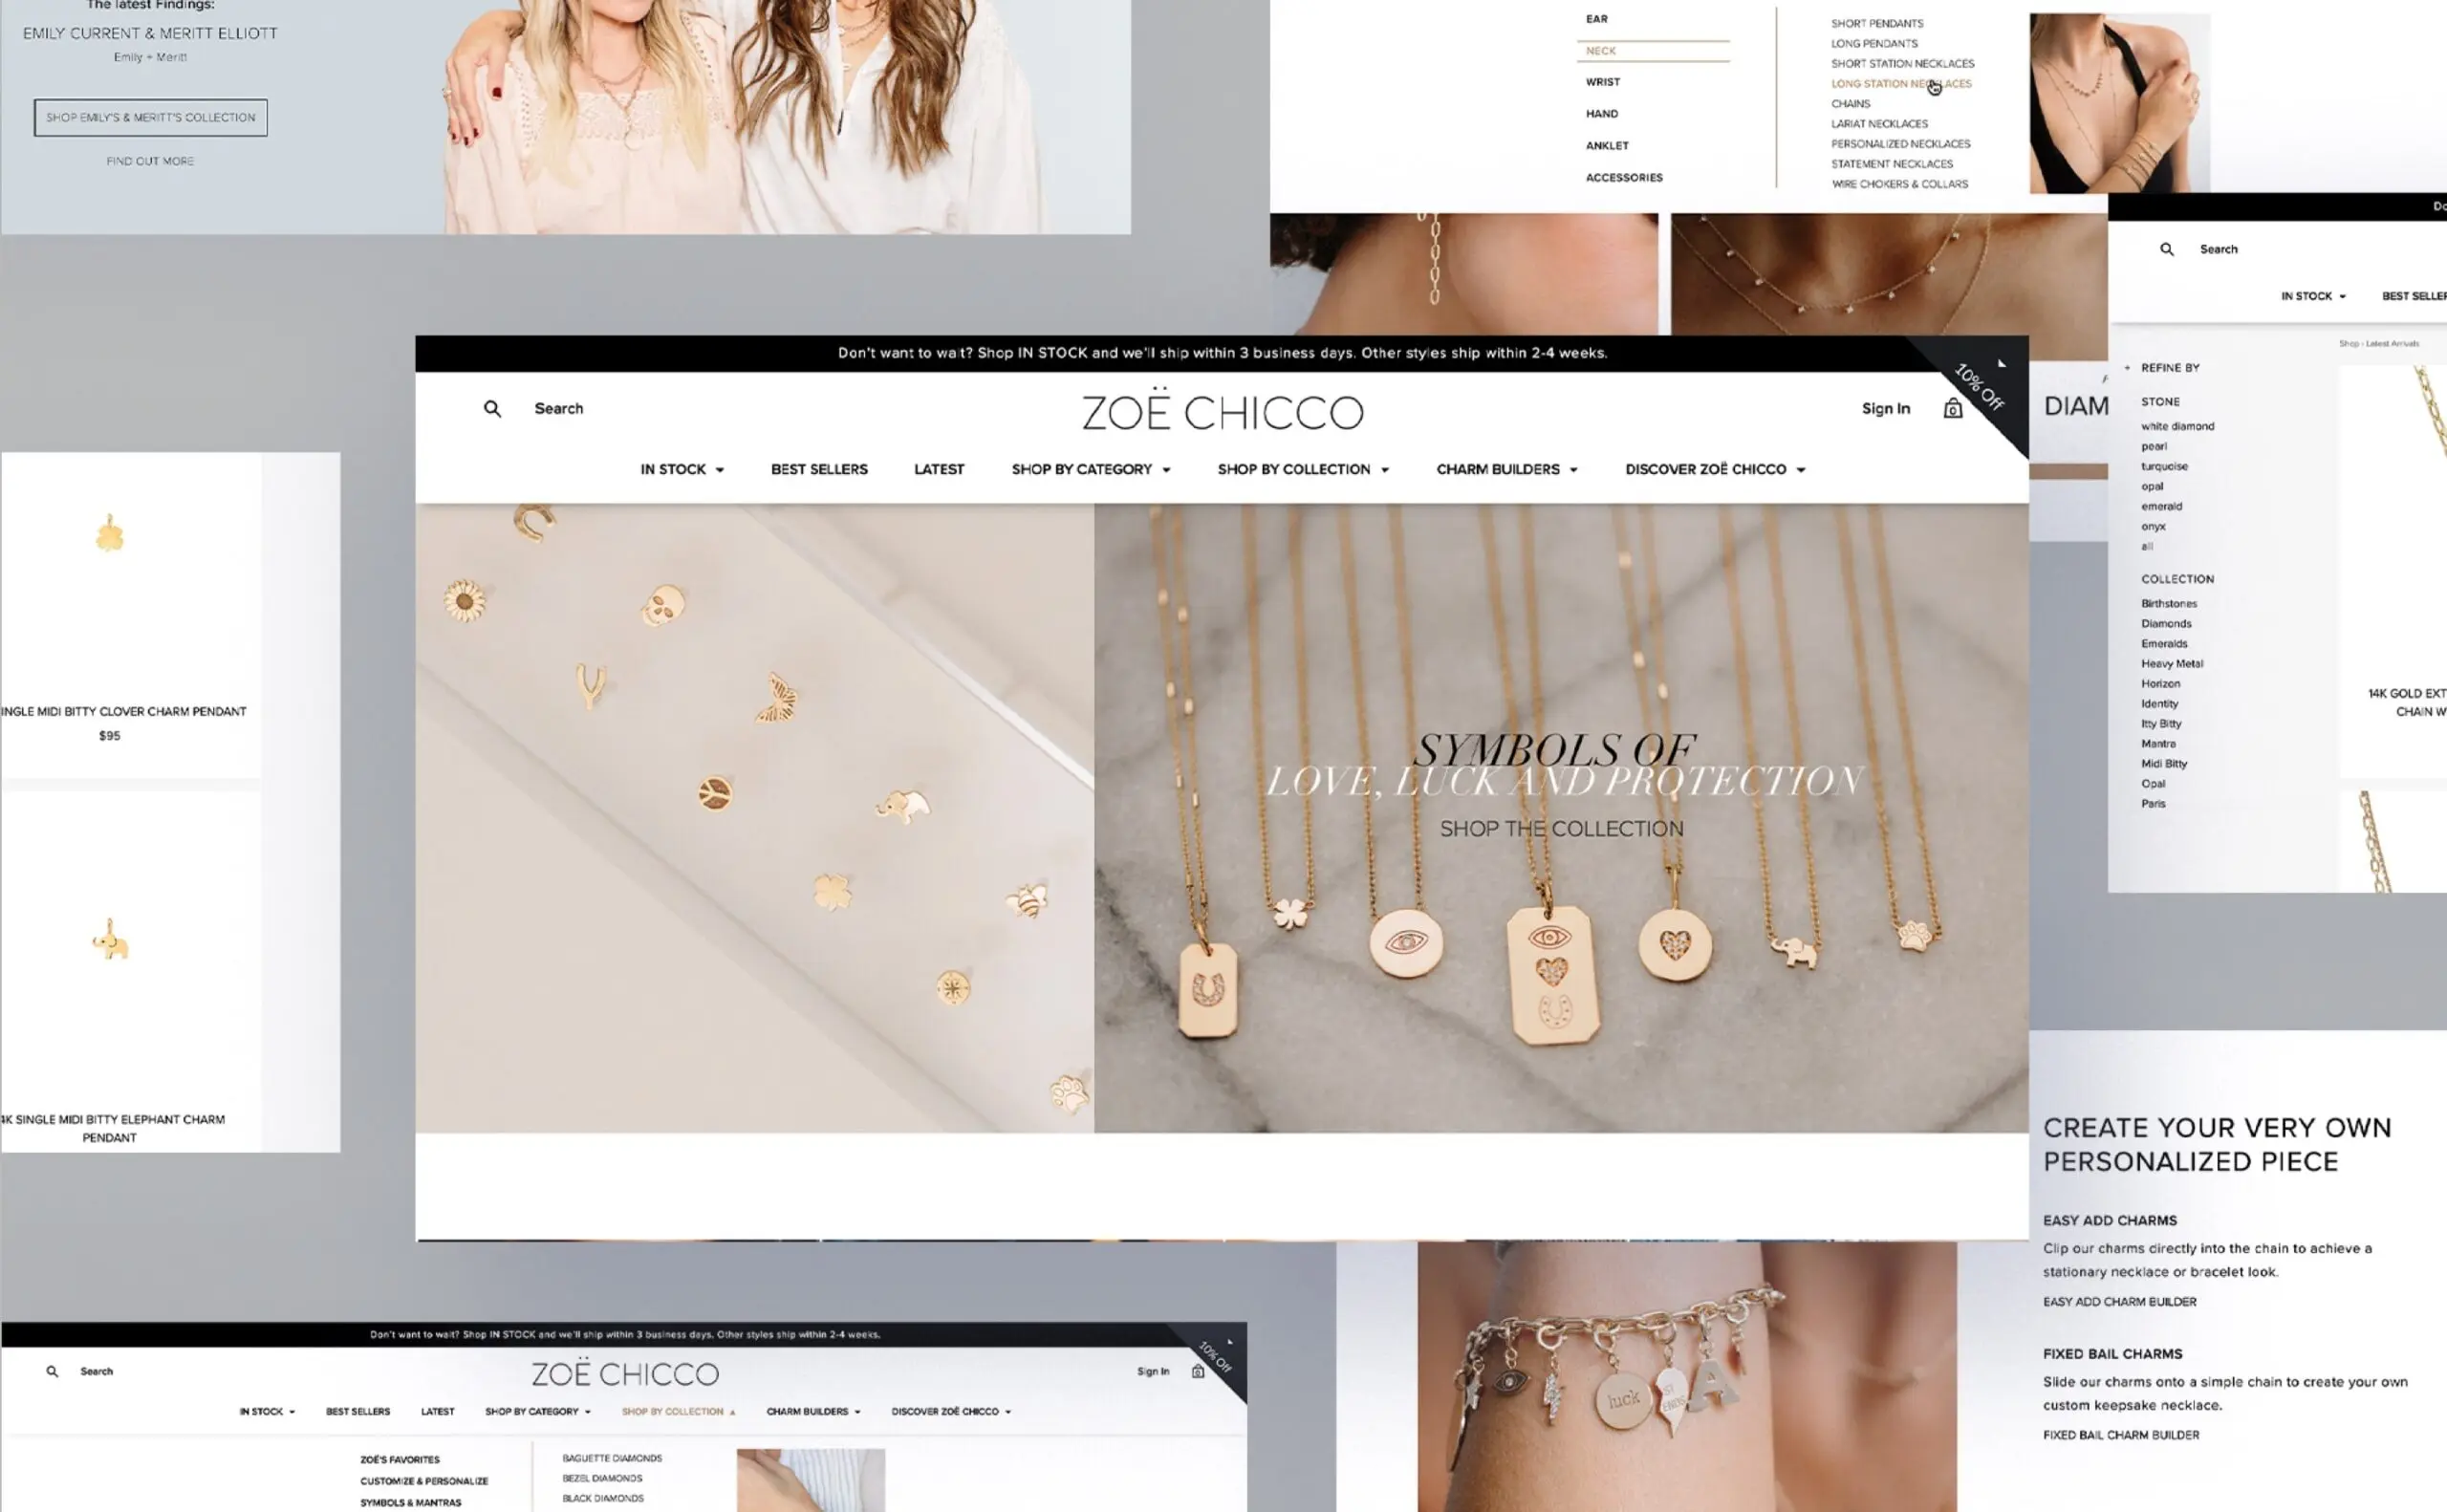 The latest Findings:
EMILY CURRENT & MERITT ELLIOTT
Emily + Meritt
SHOP EMILY'S & MERITT'S COLLECTION
FIND OUT MORE
EAR
NECK
WRIST
HAND
ANKLET
ACCESSORIES
SHORT PENDANTS
LONG PENDANTS
SHORT STATION NECKLACES
LONG STATION NECKLACES
CHAINS
LARIAT NECKLACES
PERSONALIZED NECKLACES
STATEMENT NECKLACES
WIRE CHOKERS & COLLARS
Search
IN STOCK
BEST SELLER
Shop › Latest Arrivals
+ REFINE BY
STONE
white diamond
pearl
turquoise
opal
emerald
onyx
all
COLLECTION
Birthstones
Diamonds
Emeralds
Heavy Metal
Horizon
Identity
Itty Bitty
Mantra
Midi Bitty
Opal
Paris
14K GOLD EXT
CHAIN W
DIAM
Don't want to wait? Shop IN STOCK and we'll ship within 3 business days. Other styles ship within 2-4 weeks.
10% Off
Search
ZOË CHICCO
Sign In
0
IN STOCK BEST SELLERS LATEST SHOP BY CATEGORY SHOP BY COLLECTION CHARM BUILDERS DISCOVER ZOË CHICCO
SYMBOLS OF
LOVE, LUCK AND PROTECTION
SHOP THE COLLECTION
INGLE MIDI BITTY CLOVER CHARM PENDANT
$95
4K SINGLE MIDI BITTY ELEPHANT CHARM
PENDANT
CREATE YOUR VERY OWN
PERSONALIZED PIECE
EASY ADD CHARMS
Clip our charms directly into the chain to achieve a
stationary necklace or bracelet look.
EASY ADD CHARM BUILDER
FIXED BAIL CHARMS
Slide our charms onto a simple chain to create your own
custom keepsake necklace.
FIXED BAIL CHARM BUILDER
luck
A
Don't want to wait? Shop IN STOCK and we'll ship within 3 business days. Other styles ship within 2-4 weeks.
10% Off
Search
ZOË CHICCO
Sign In
0
IN STOCK BEST SELLERS LATEST SHOP BY CATEGORY SHOP BY COLLECTION CHARM BUILDERS DISCOVER ZOË CHICCO
ZOË'S FAVORITES
CUSTOMIZE & PERSONALIZE
SYMBOLS & MANTRAS
BAGUETTE DIAMONDS
BEZEL DIAMONDS
BLACK DIAMONDS